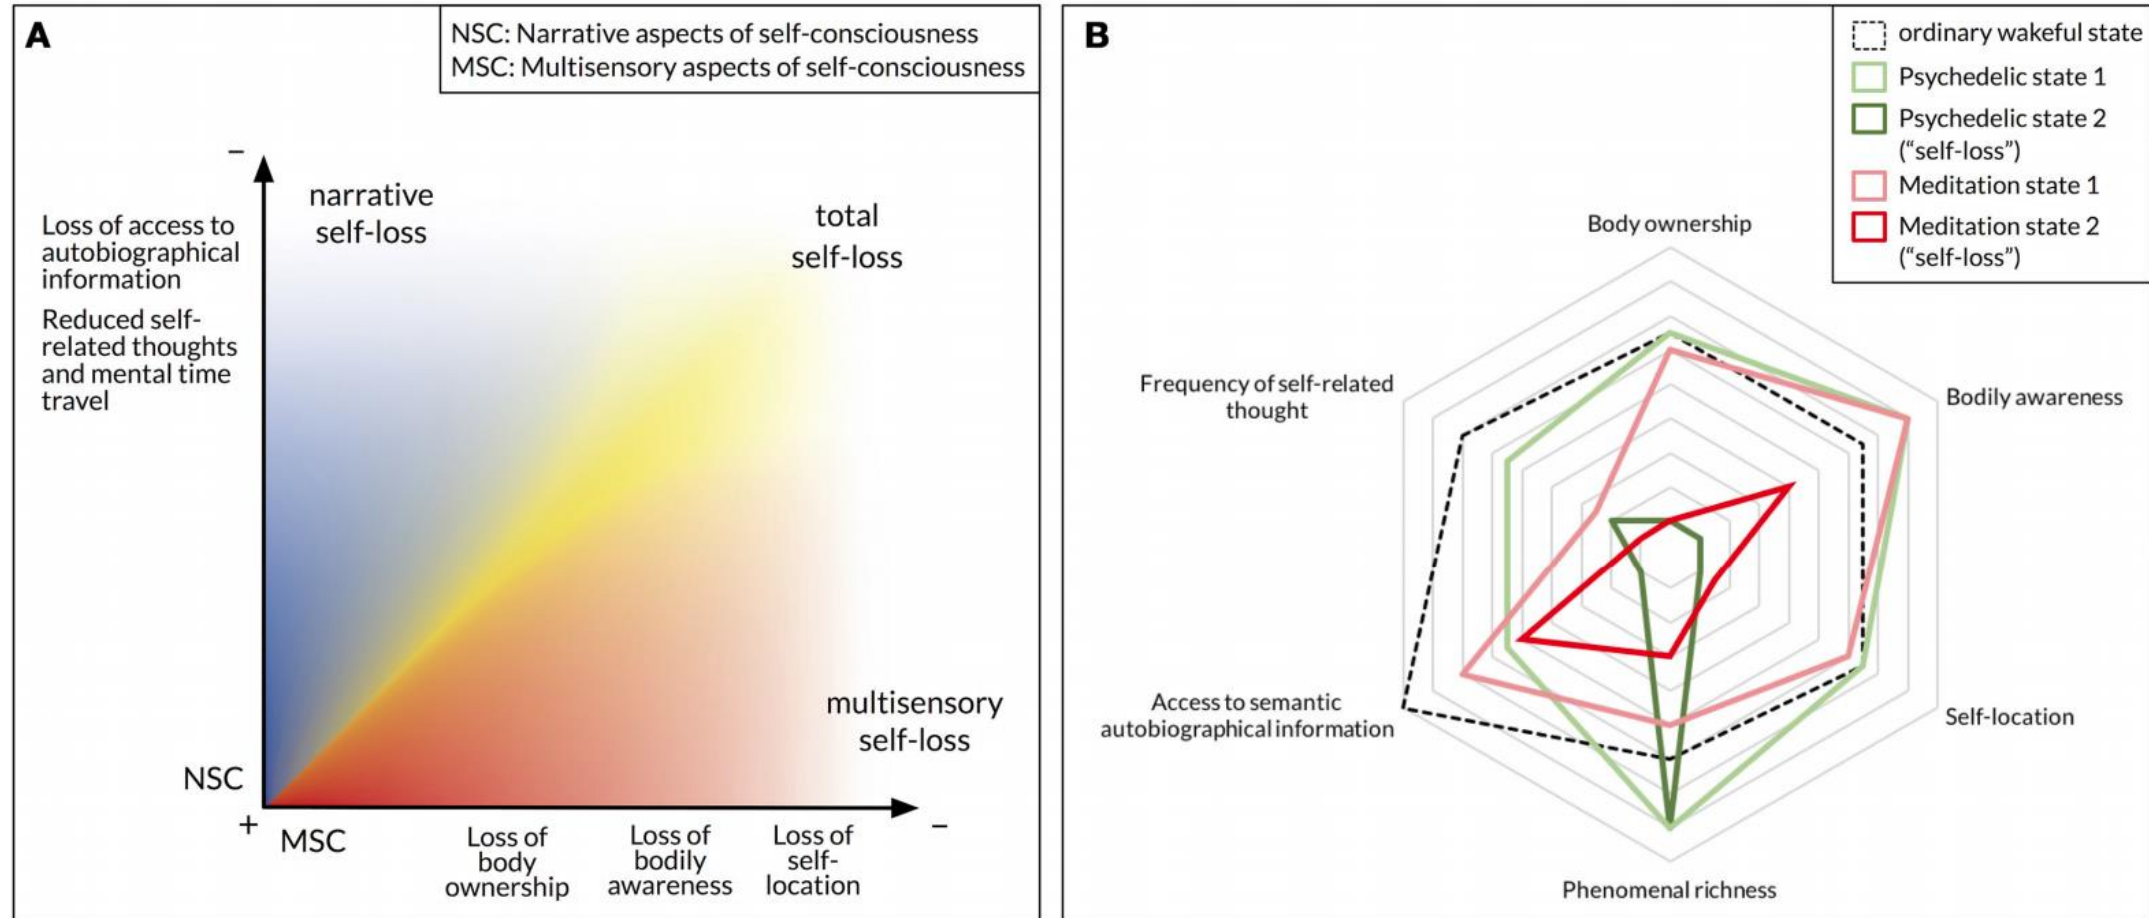 A
NSC: Narrative aspects of self-consciousness
MSC: Multisensory aspects of self-consciousness
–
narrative
self-loss
total
self-loss
Loss of access to
autobiographical
information
Reduced self-
related thoughts
and mental time
travel
multisensory
self-loss
NSC
+
MSC
Loss of
body
ownership
Loss of
bodily
awareness
Loss of
self-
location
–
B
ordinary wakeful state
Psychedelic state 1
Psychedelic state 2
(“self-loss”)
Meditation state 1
Meditation state 2
(“self-loss”)
Body ownership
Frequency of self-related
thought
Bodily awareness
Access to semantic
autobiographical information
Self-location
Phenomenal richness